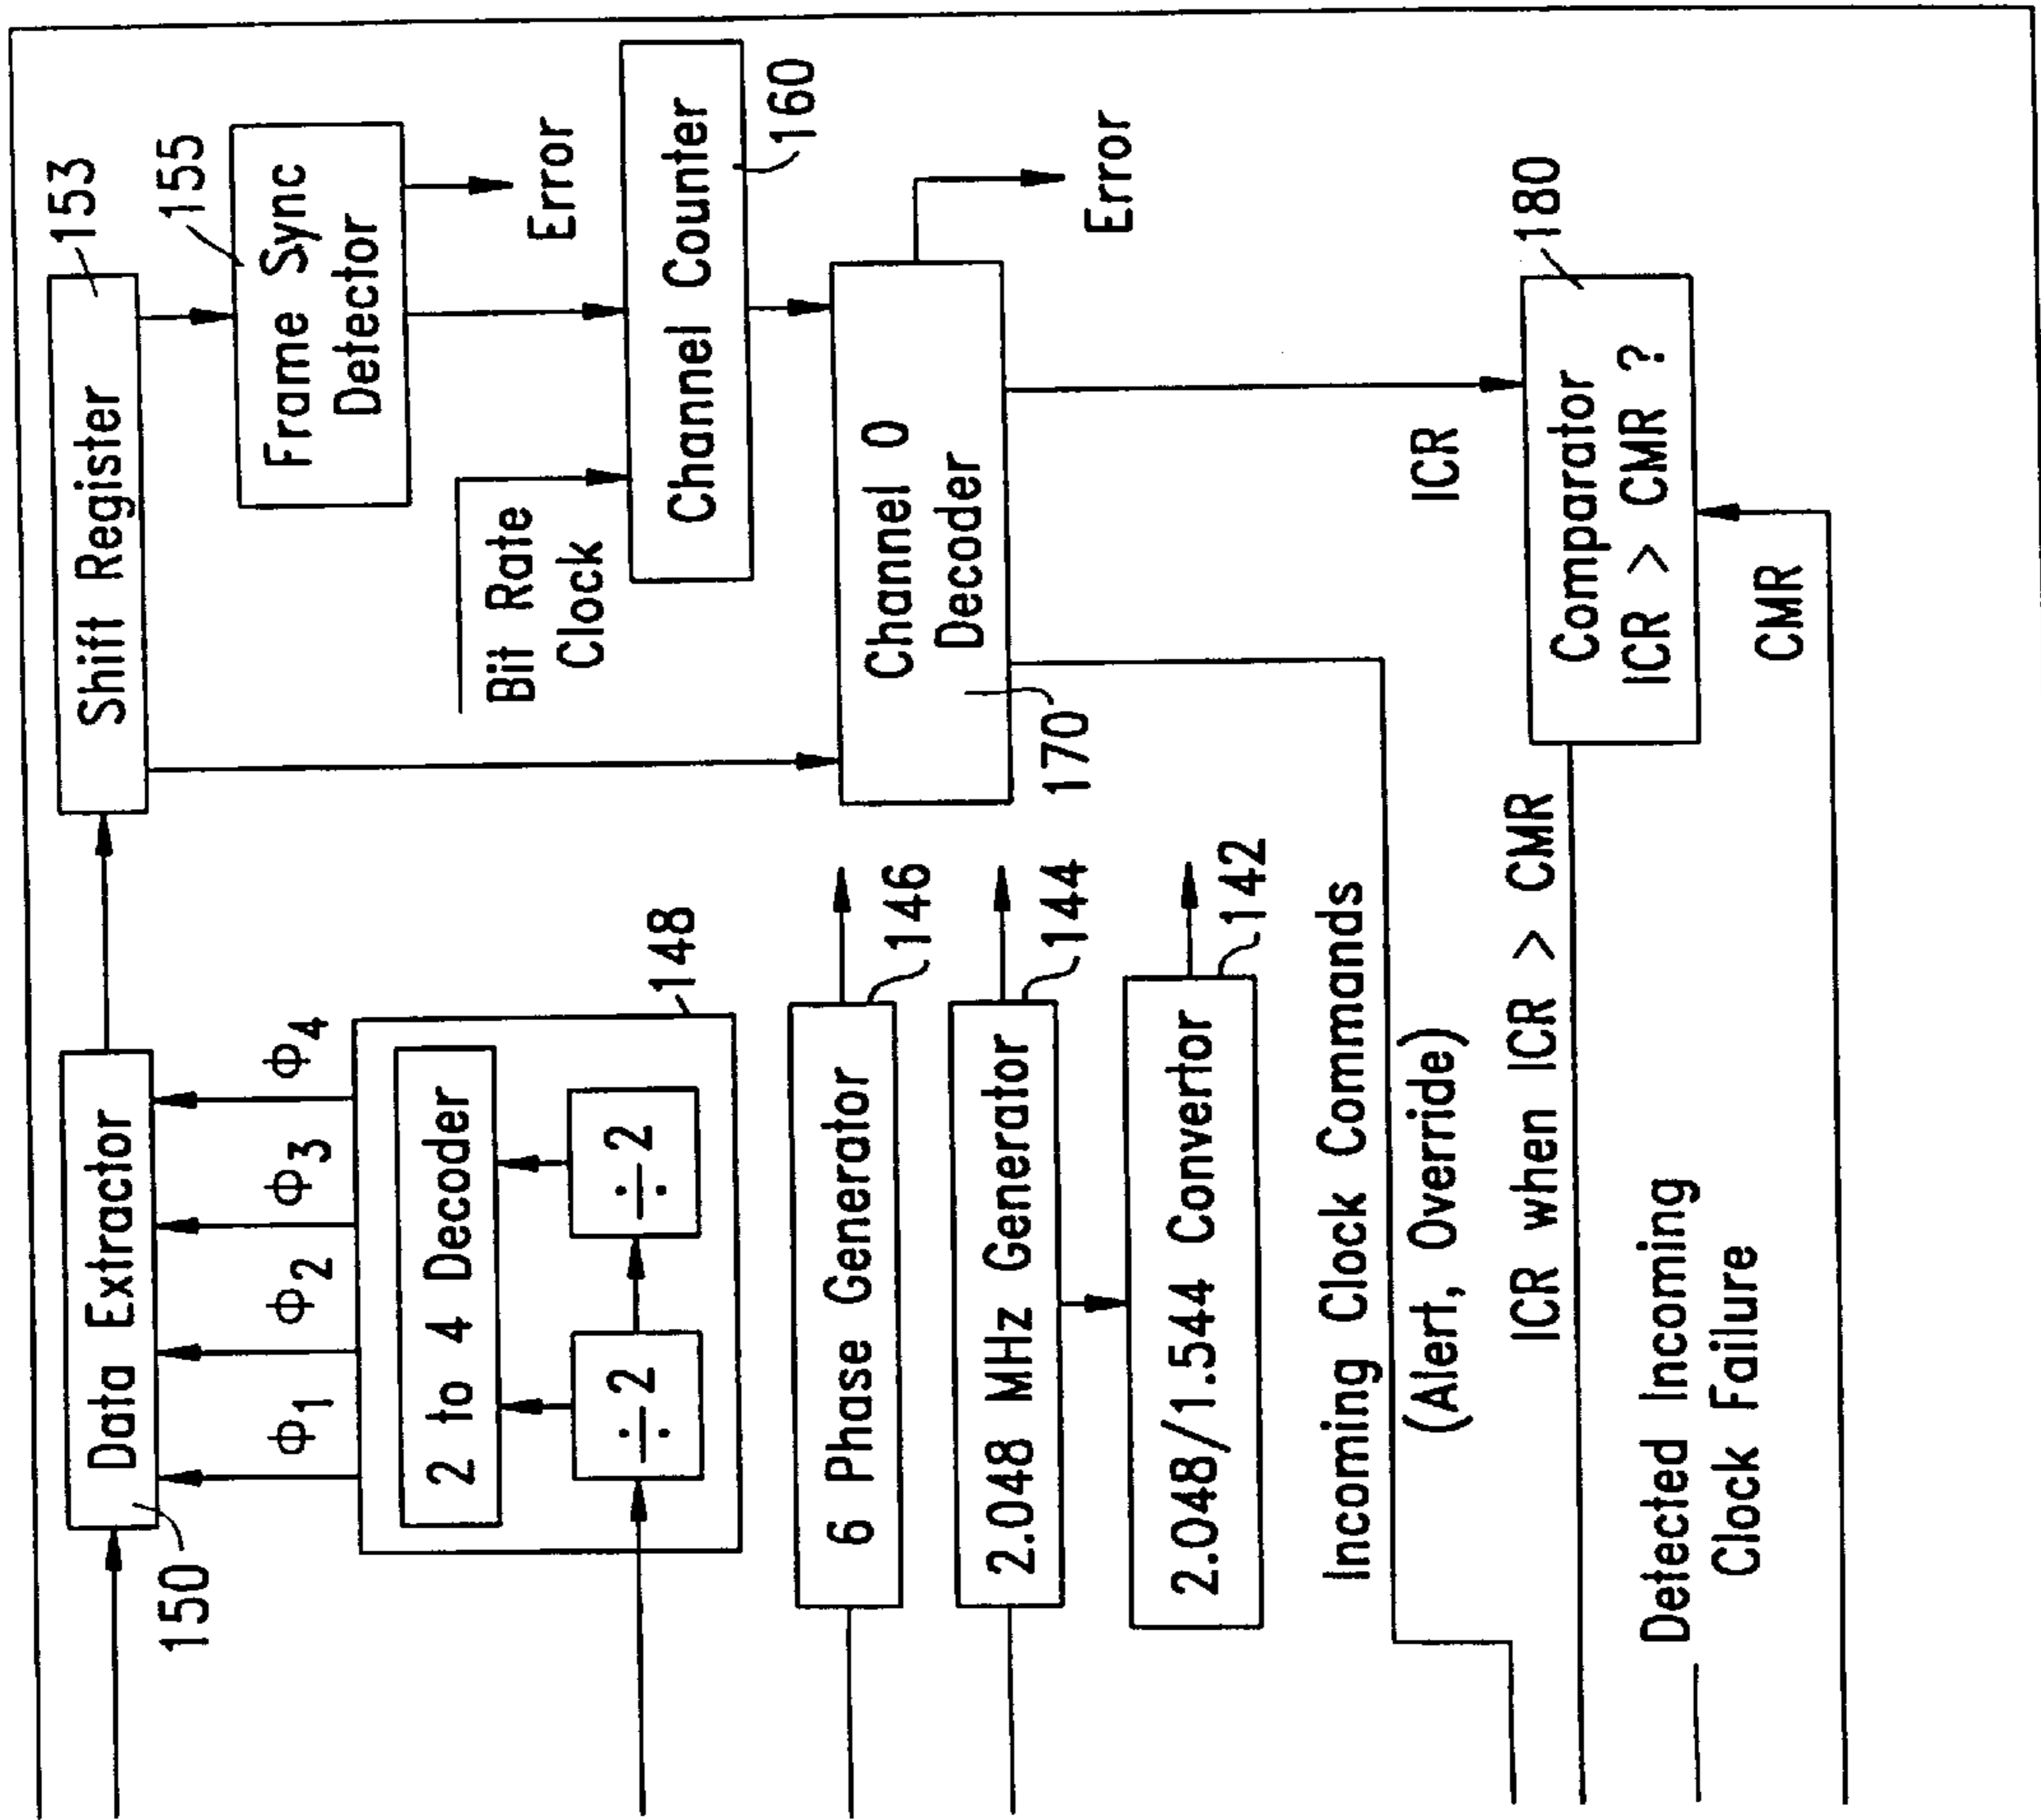 Data Extractor
150
Shift Register
153
Φ1
Φ2
Φ3
Φ4
Frame Sync
Detector
155
Error
2 to 4 Decoder
÷2
÷2
148
Bit Rate
Clock
Channel Counter
160
6 Phase Generator
146
Channel 0
Decoder
170
Error
2.048 MHz Generator
144
2.048/1.544 Convertor
142
Incoming Clock Commands
(Alert, Override)
ICR
ICR when ICR > CMR
Comparator
ICR > CMR ?
180
Detected Incoming
Clock Failure
CMR